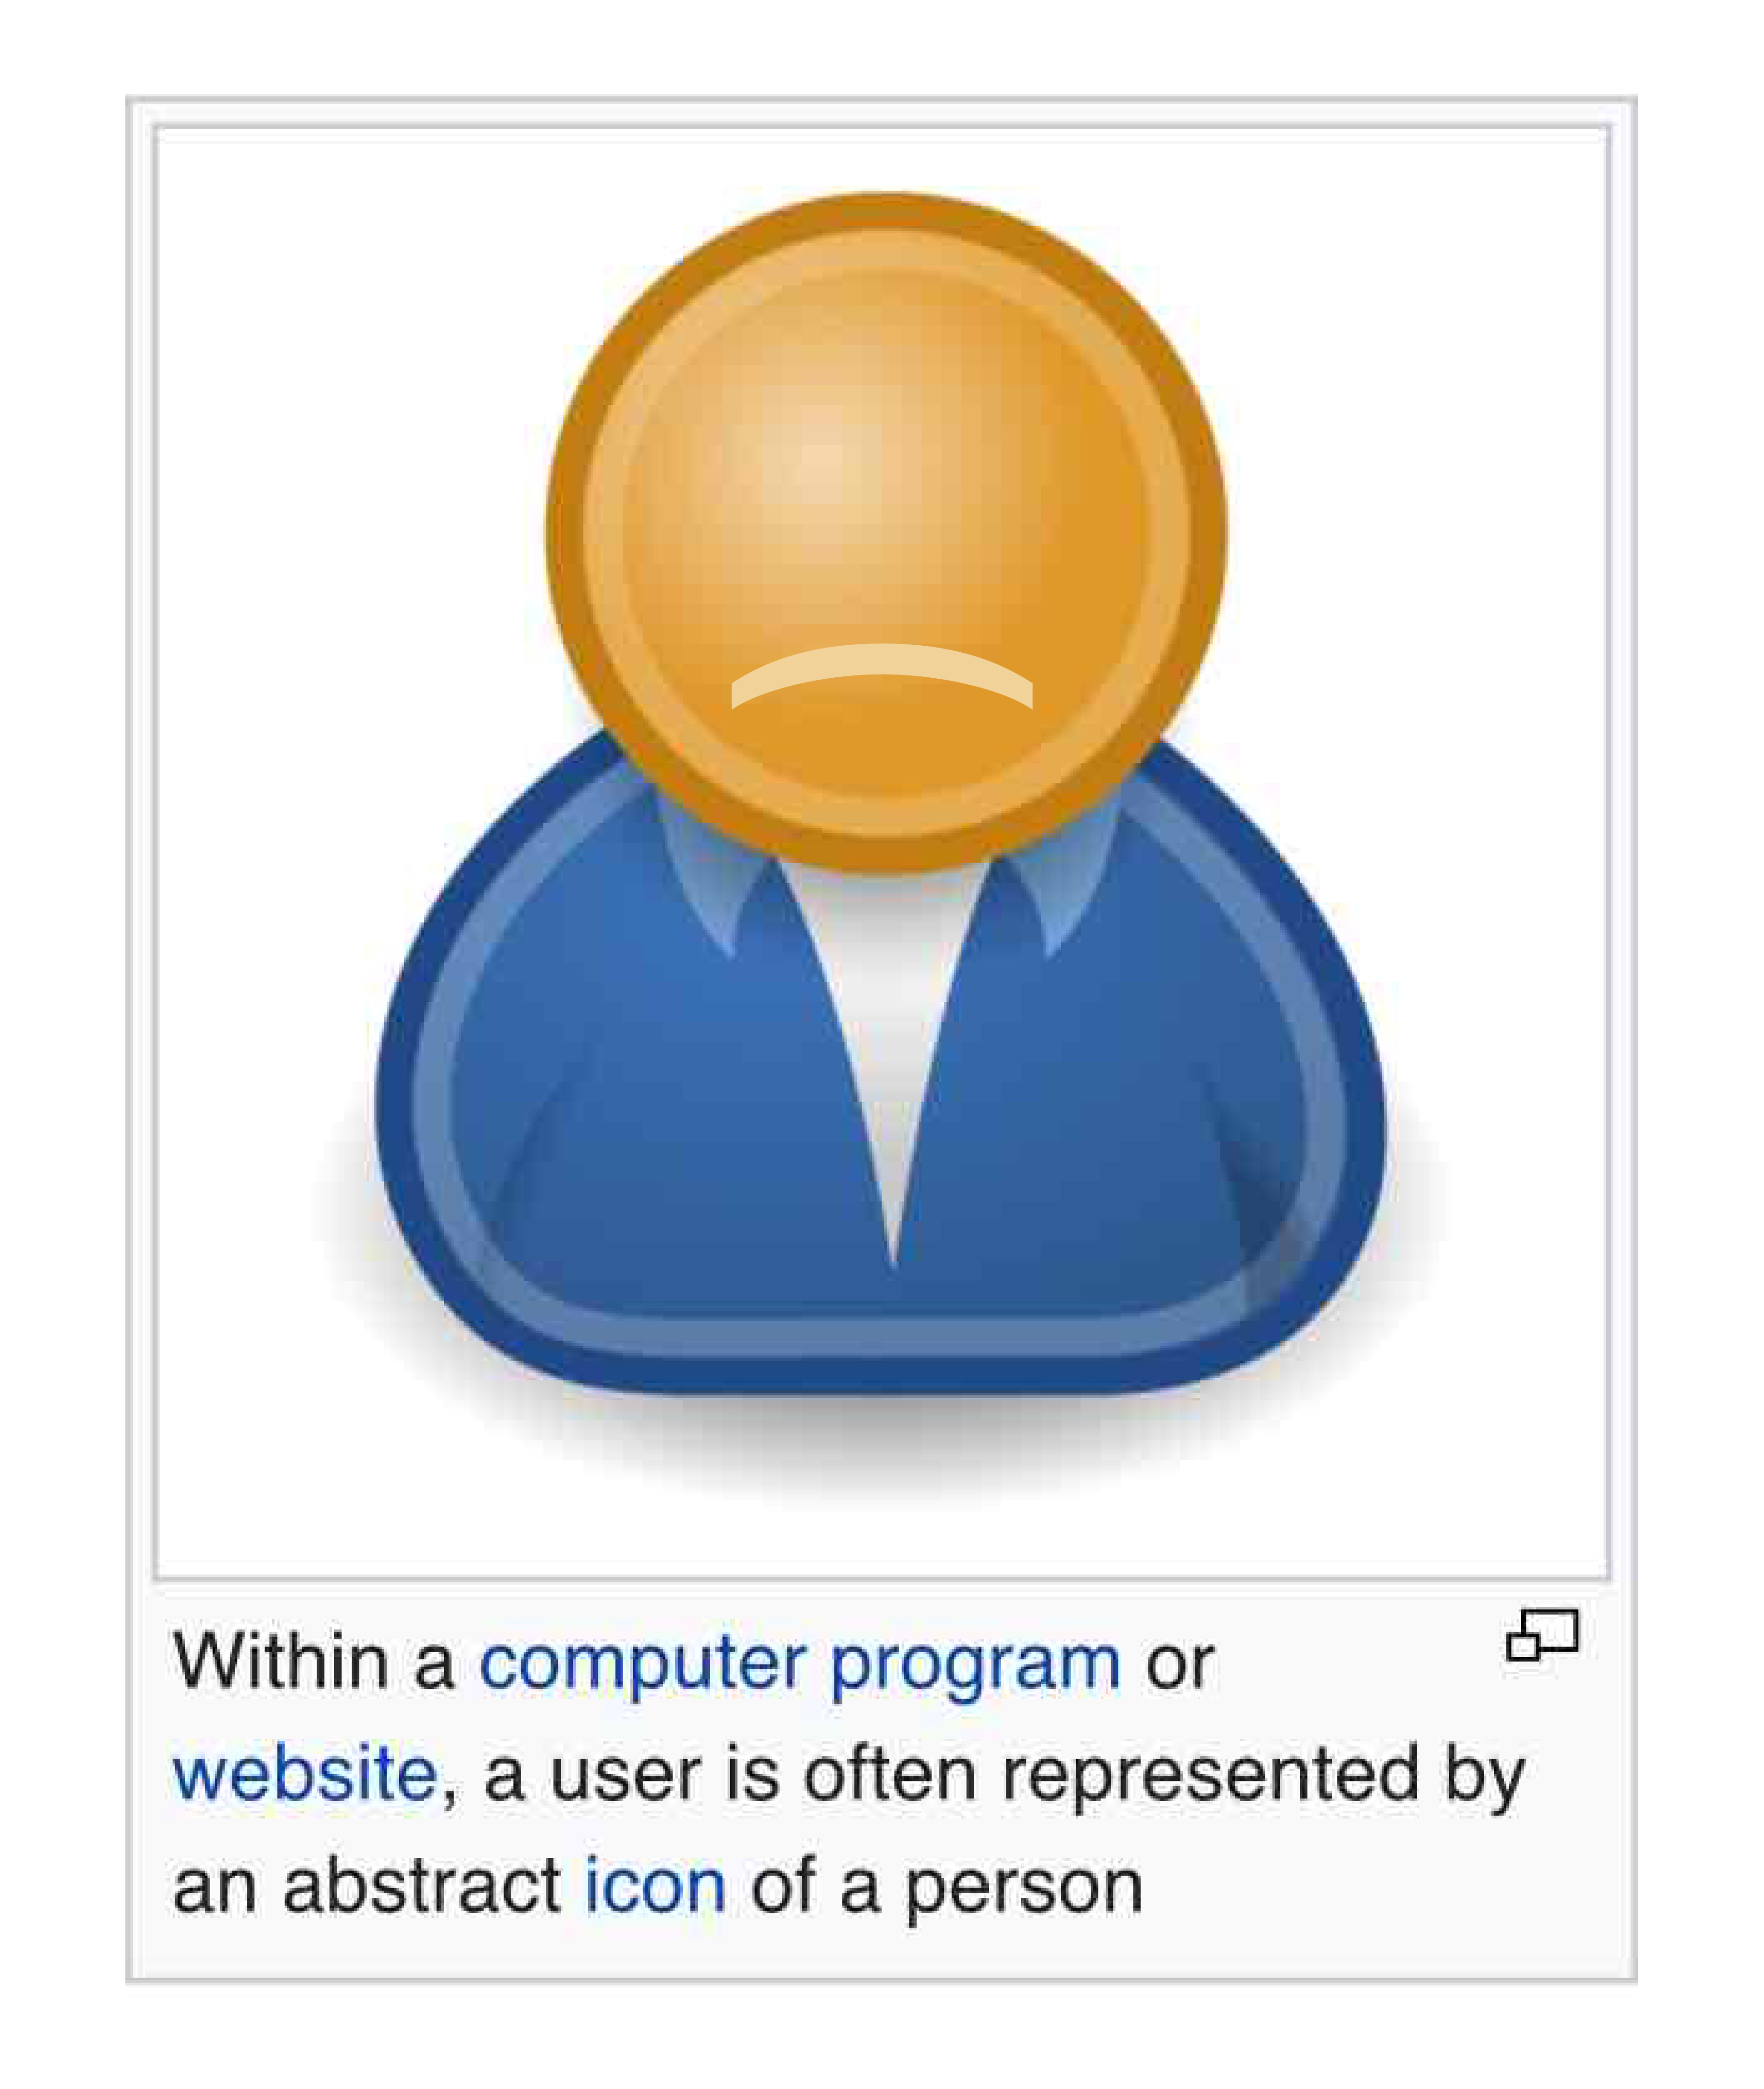 Within a computer program or
website, a user is often represented by
an abstract icon of a person